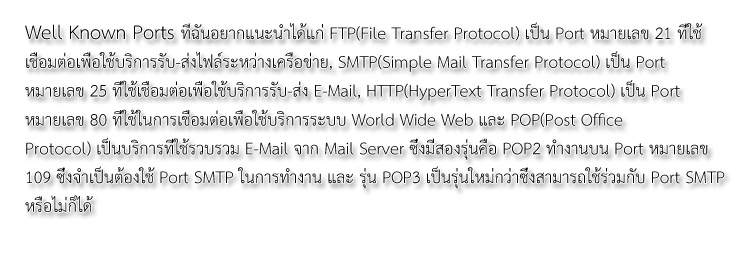 Well Known Ports ที่ฉันอยากแนะนำได้แก่ FTP(File Transfer Protocol) เป็น Port หมายเลข 21 ที่ใช้
เชื่อมต่อเพื่อใช้บริการรับ-ส่งไฟล์ระหว่างเครือข่าย, SMTP(Simple Mail Transfer Protocol) เป็น Port
หมายเลข 25 ที่ใช้เชื่อมต่อเพื่อใช้บริการรับ-ส่ง E-Mail, HTTP(HyperText Transfer Protocol) เป็น Port
หมายเลข 80 ที่ใช้ในการเชื่อมต่อเพื่อใช้บริการระบบ World Wide Web และ POP(Post Office
Protocol) เป็นบริการที่ใช้รวบรวม E-Mail จาก Mail Server ซึ่งมีสองรุ่นคือ POP2 ทำงานบน Port หมายเลข
109 ซึ่งจำเป็นต้องใช้ Port SMTP ในการทำงาน และ รุ่น POP3 เป็นรุ่นใหม่กว่าซึ่งสามารถใช้ร่วมกับ Port SMTP
หรือไม่ก็ได้